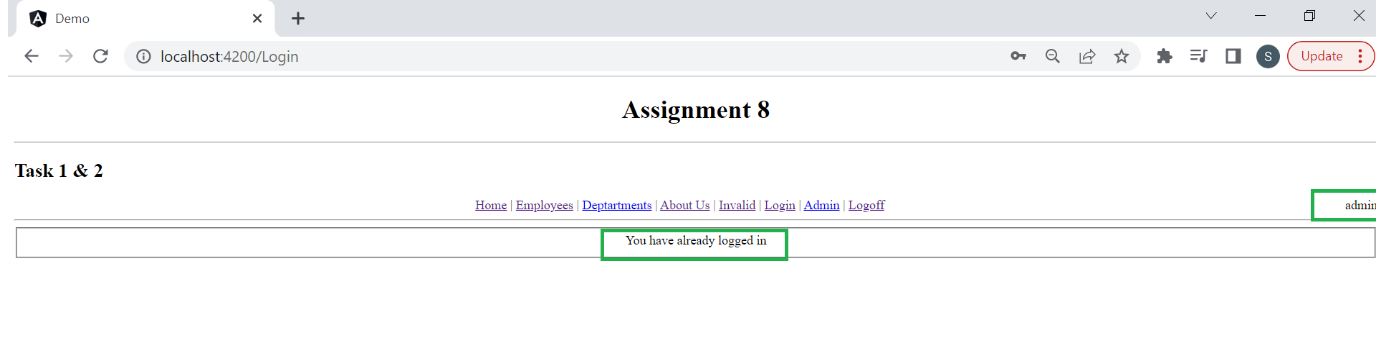 Demo
localhost:4200/Login
S
Update
Assignment 8
Task 1 & 2
Home | Employees | Deptartments | About Us | Invalid | Login | Admin | Logoff
admin
You have already logged in